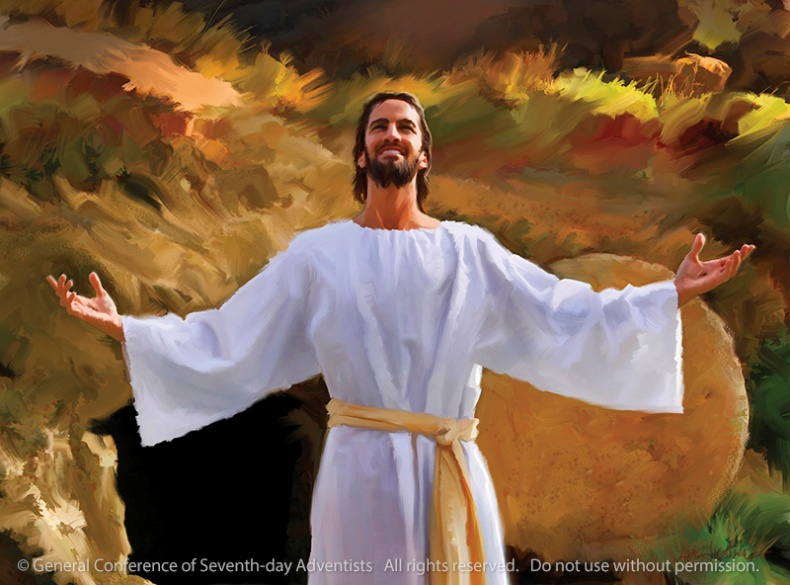 © General Conference of Seventh-day Adventists   All rights reserved.   Do not use without permission.